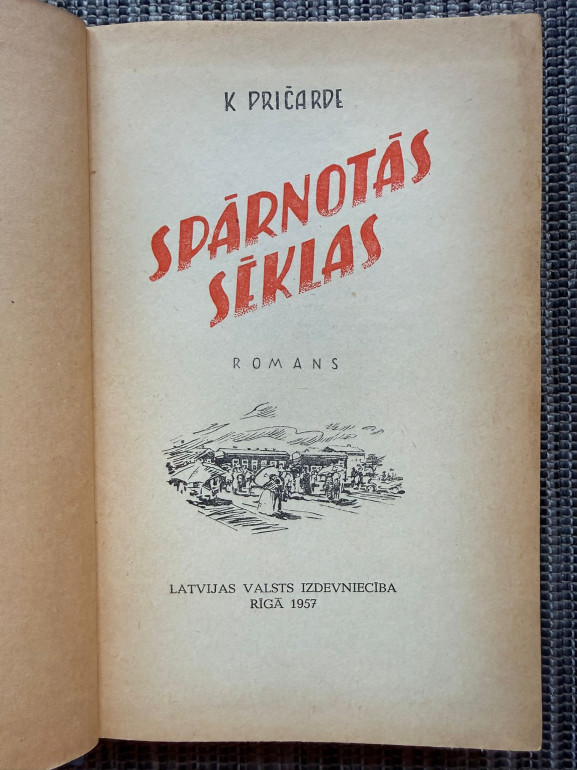 K PRIČARDE
SPĀRNOTĀS
SĒKLAS
ROMANS
LATVIJAS VALSTS IZDEVNIECĪBA
RĪGĀ 1957